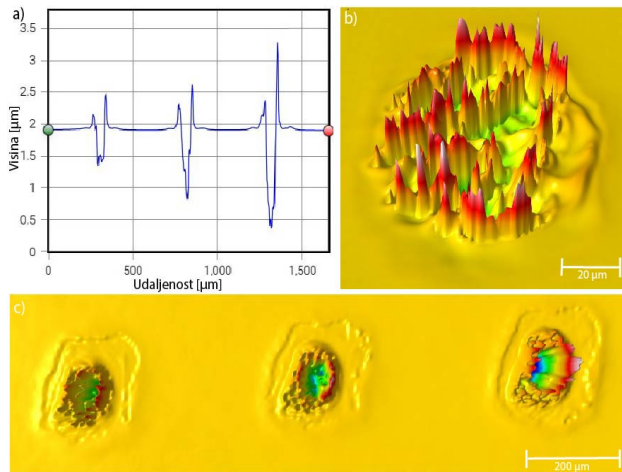 a)
3.5
3
2.5
2
1.5
1
0.5
0
Visina [µm]
0
500
1,000
1,500
Udaljenost [µm]
b)
20 µm
c)
200 µm